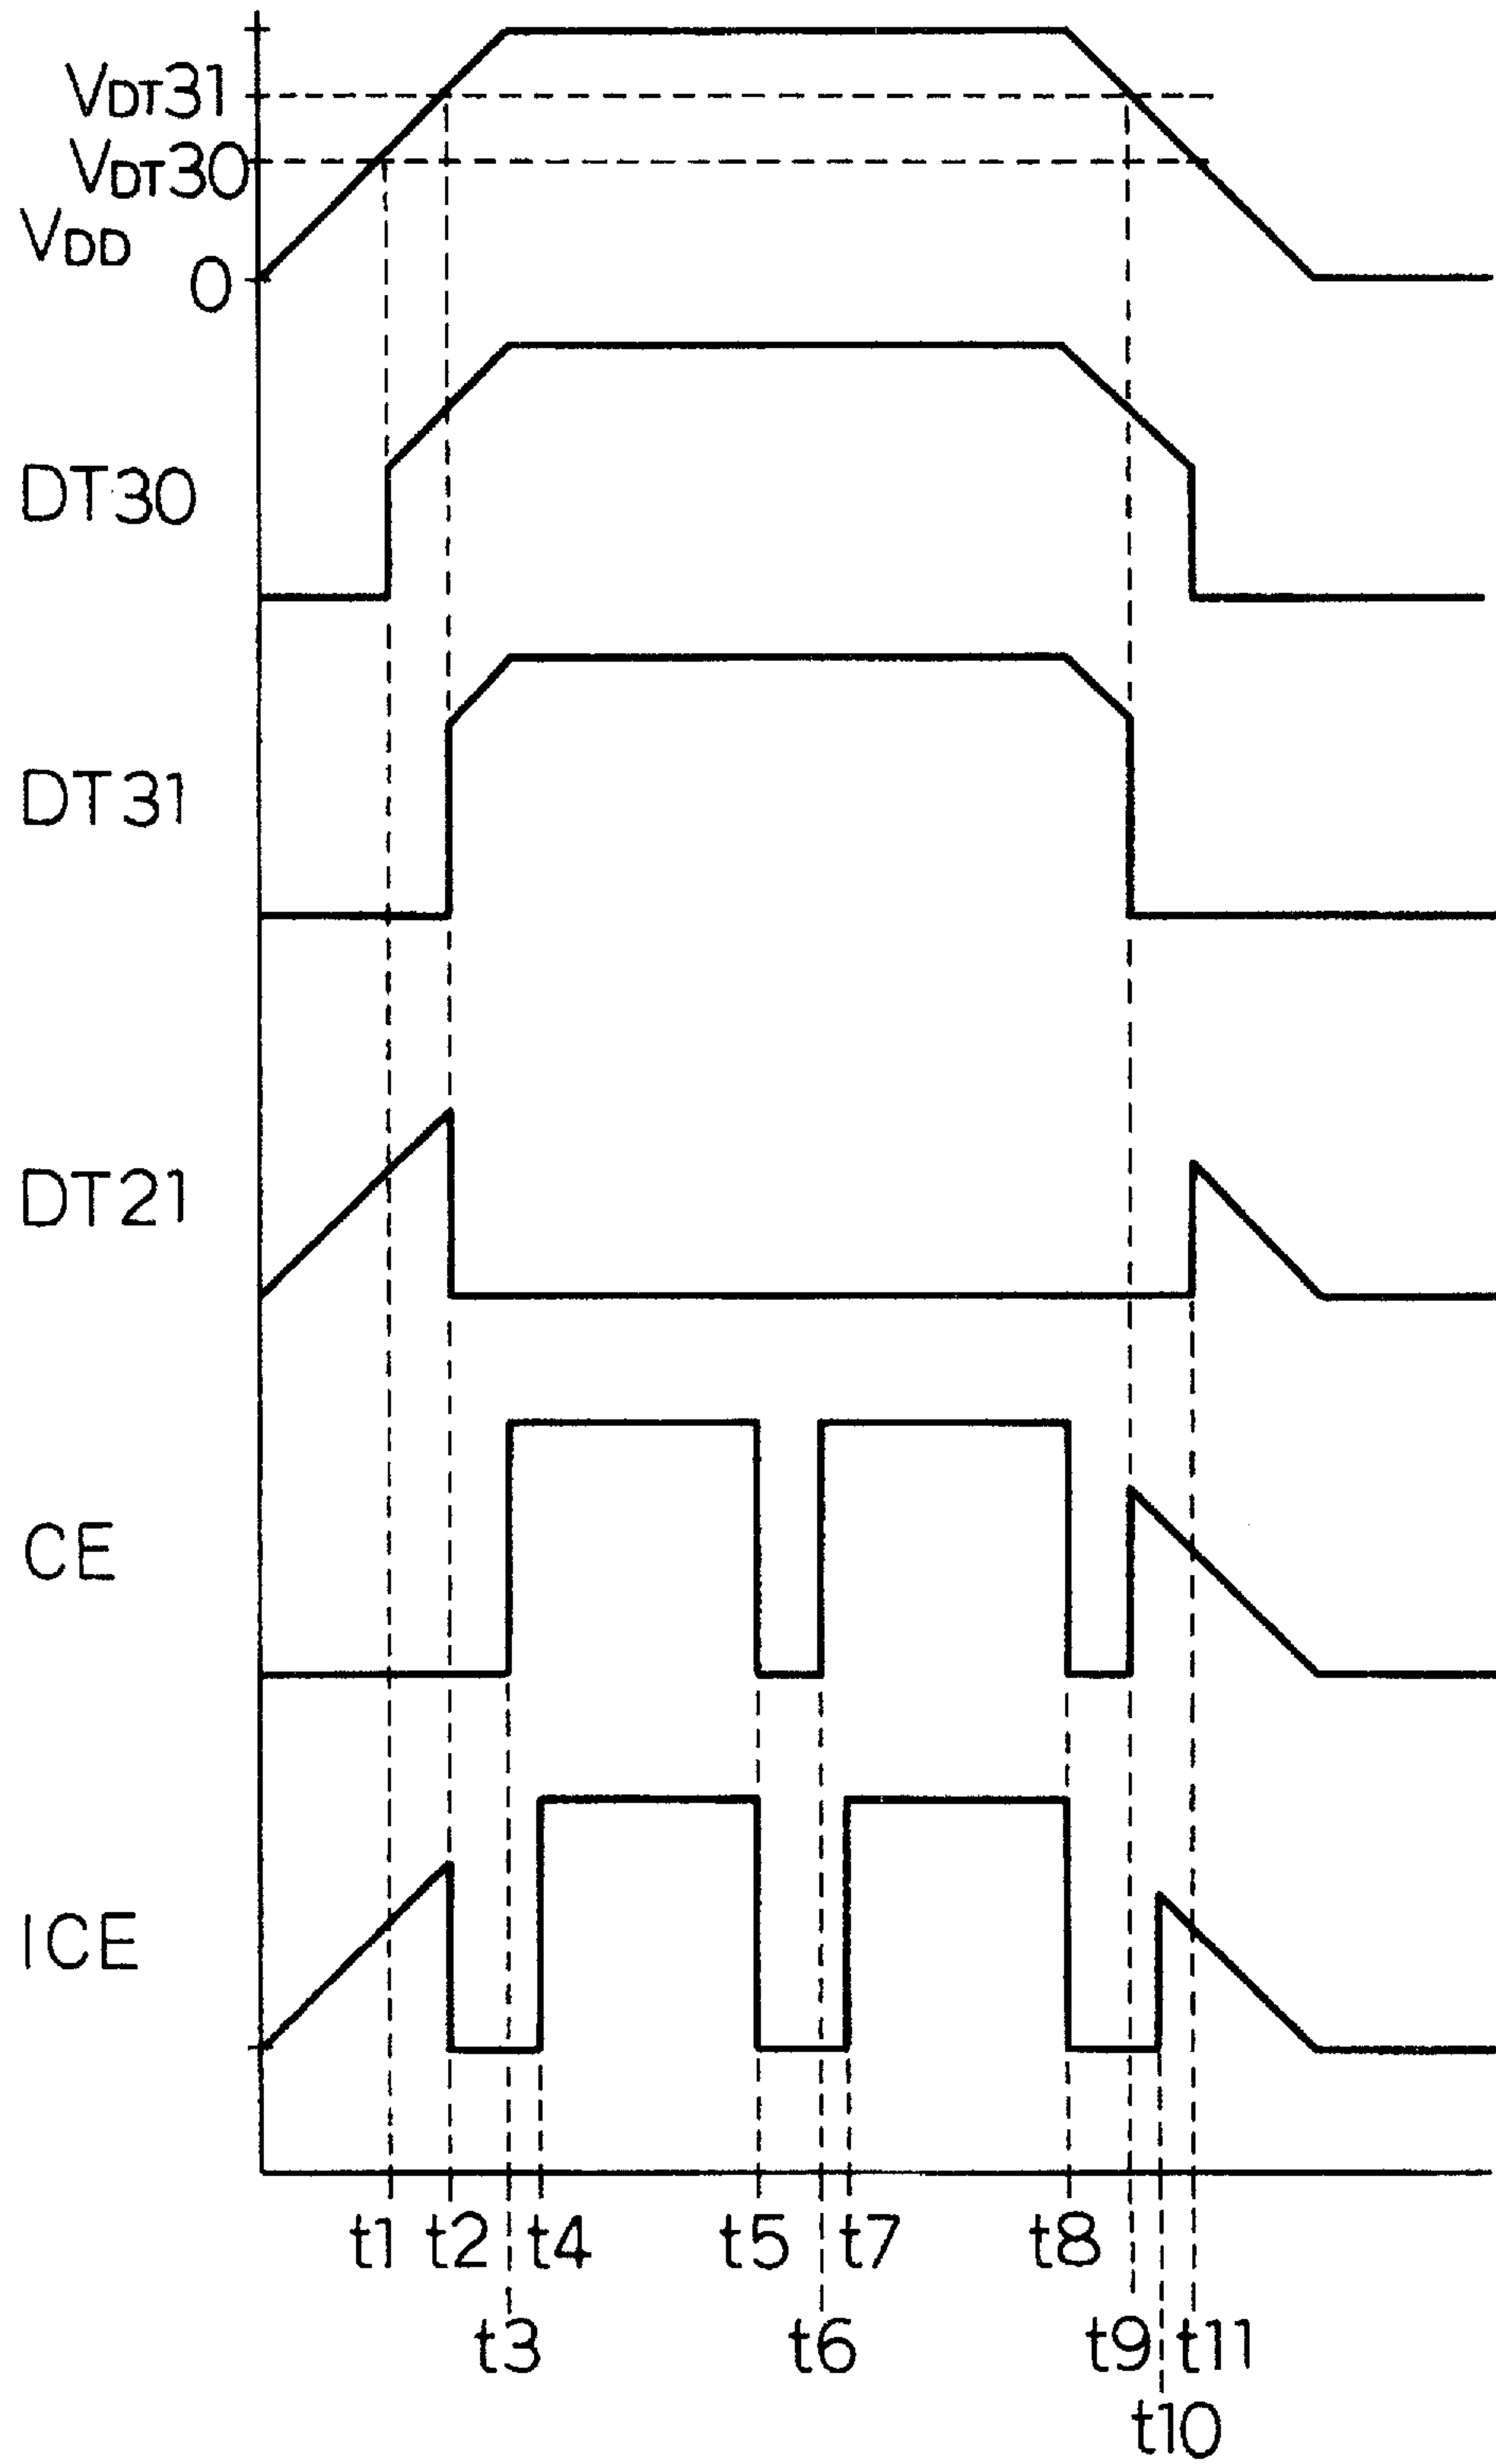 VDT31
VDT30
VDD
0
DT30
DT31
DT21
CE
ICE
t1 t2 t4 t5 t7 t8
t3 t6 t9 t11
t10